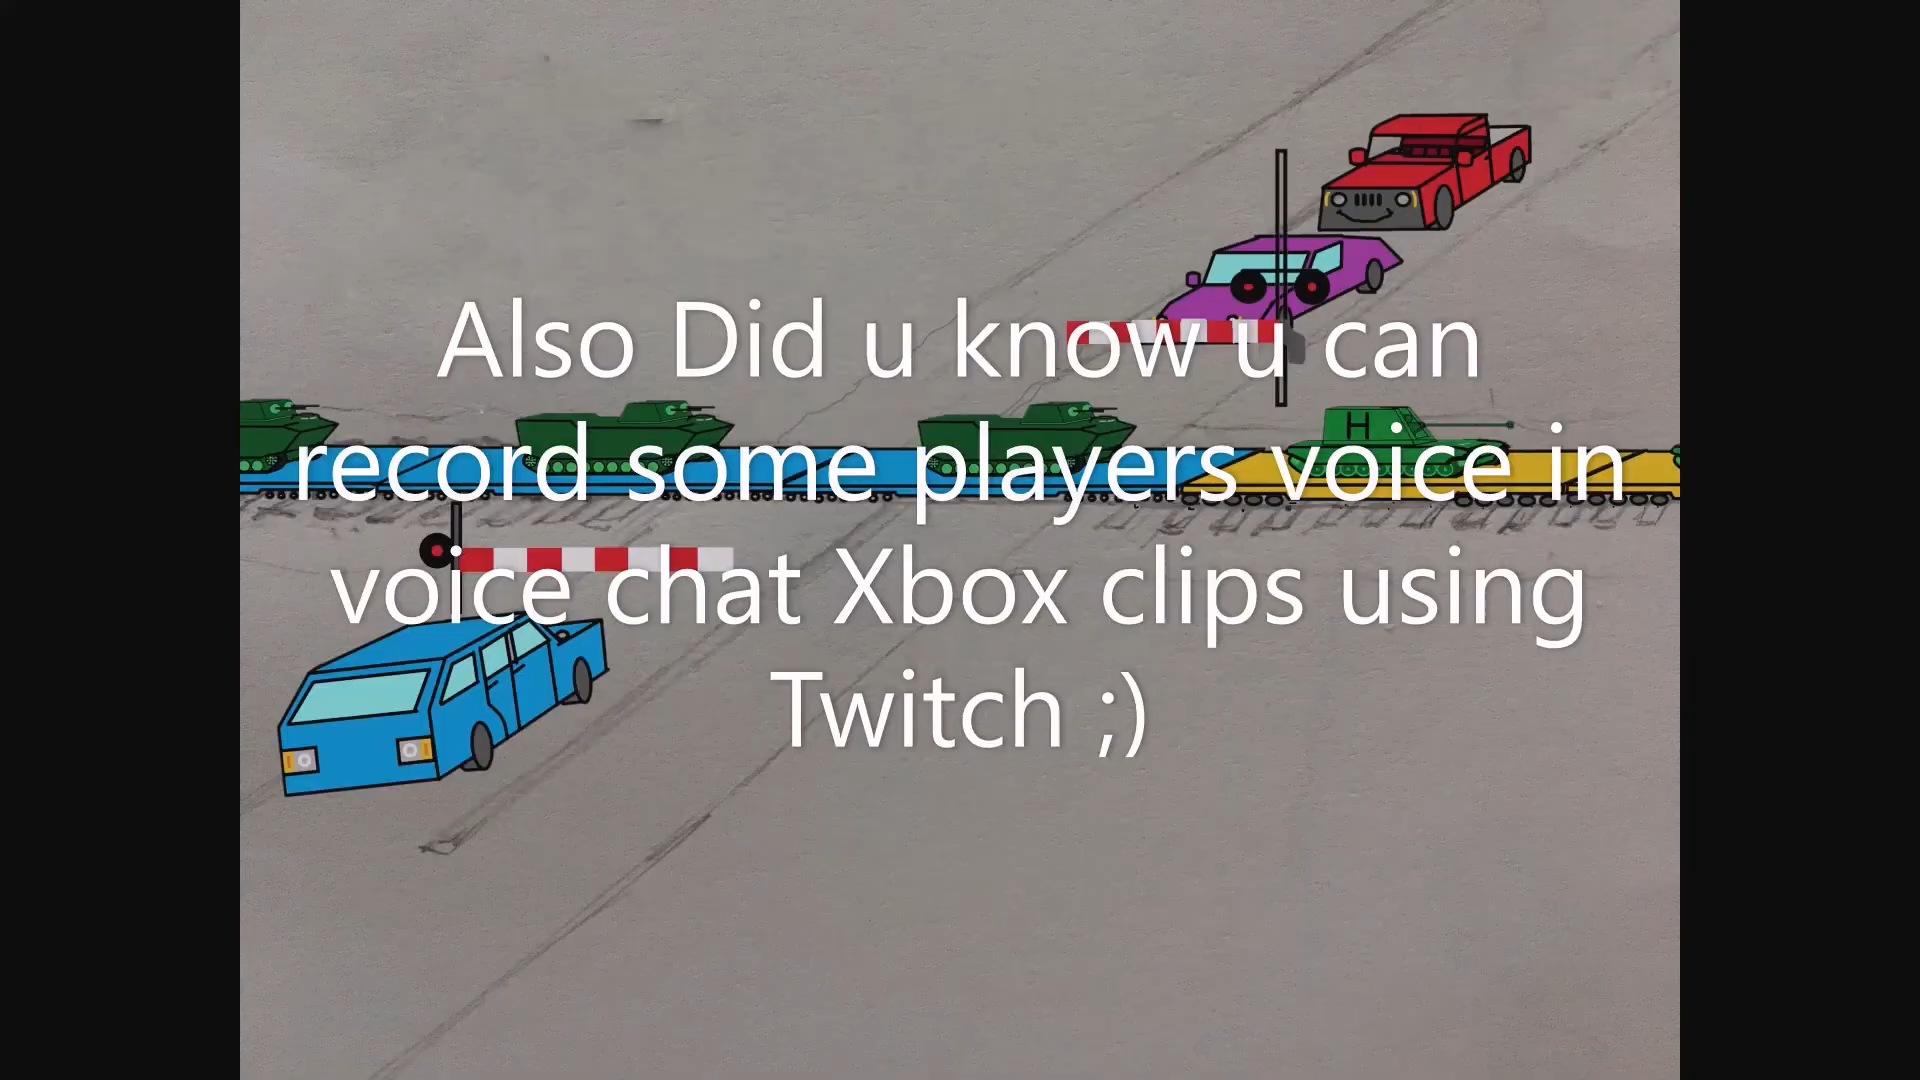 Also Did u know u can
record some players voice in
voice chat Xbox clips using
Twitch ;)
H